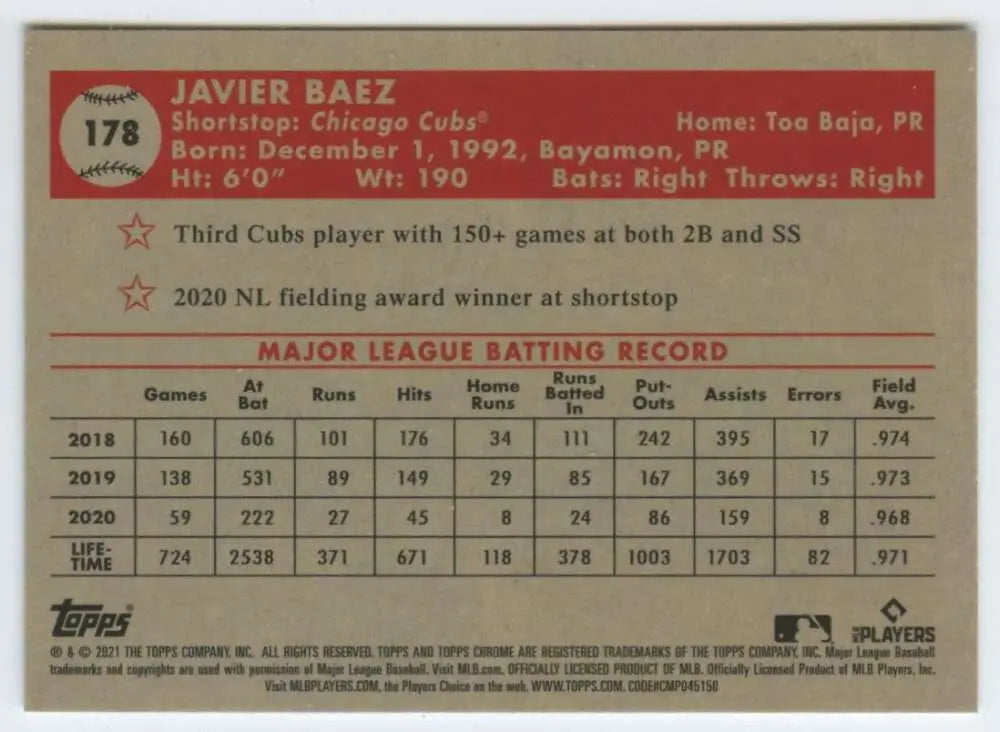 178
JAVIER BAEZ
Shortstop: Chicago Cubs® Home: Toa Baja, PR
Born: December 1, 1992, Bayamon, PR
Ht: 6'0" Wt: 190 Bats: Right Throws: Right
Third Cubs player with 150+ games at both 2B and SS
2020 NL fielding award winner at shortstop
MAJOR LEAGUE BATTING RECORD
Games At Bat Runs Hits Home Runs Runs Batted In Put-Outs Assists Errors Field Avg.
2018 160 606 101 176 34 111 242 395 17 .974
2019 138 531 89 149 29 85 167 369 15 .973
2020 59 222 27 45 8 24 86 159 8 .968
LIFE-TIME 724 2538 371 671 118 378 1003 1703 82 .971
topps
PLAYERS
® & © 2021 THE TOPPS COMPANY, INC. ALL RIGHTS RESERVED. TOPPS AND TOPPS CHROME ARE REGISTERED TRADEMARKS OF THE TOPPS COMPANY, INC. Major League Baseball
trademarks and copyrights are used with permission of Major League Baseball. Visit MLB.com. OFFICIALLY LICENSED PRODUCT OF MLB. Officially Licensed Product of MLB Players, Inc.
Visit MLBPLAYERS.COM, the Players Choice on the web. WWW.TOPPS.COM. CODE#CMP045150